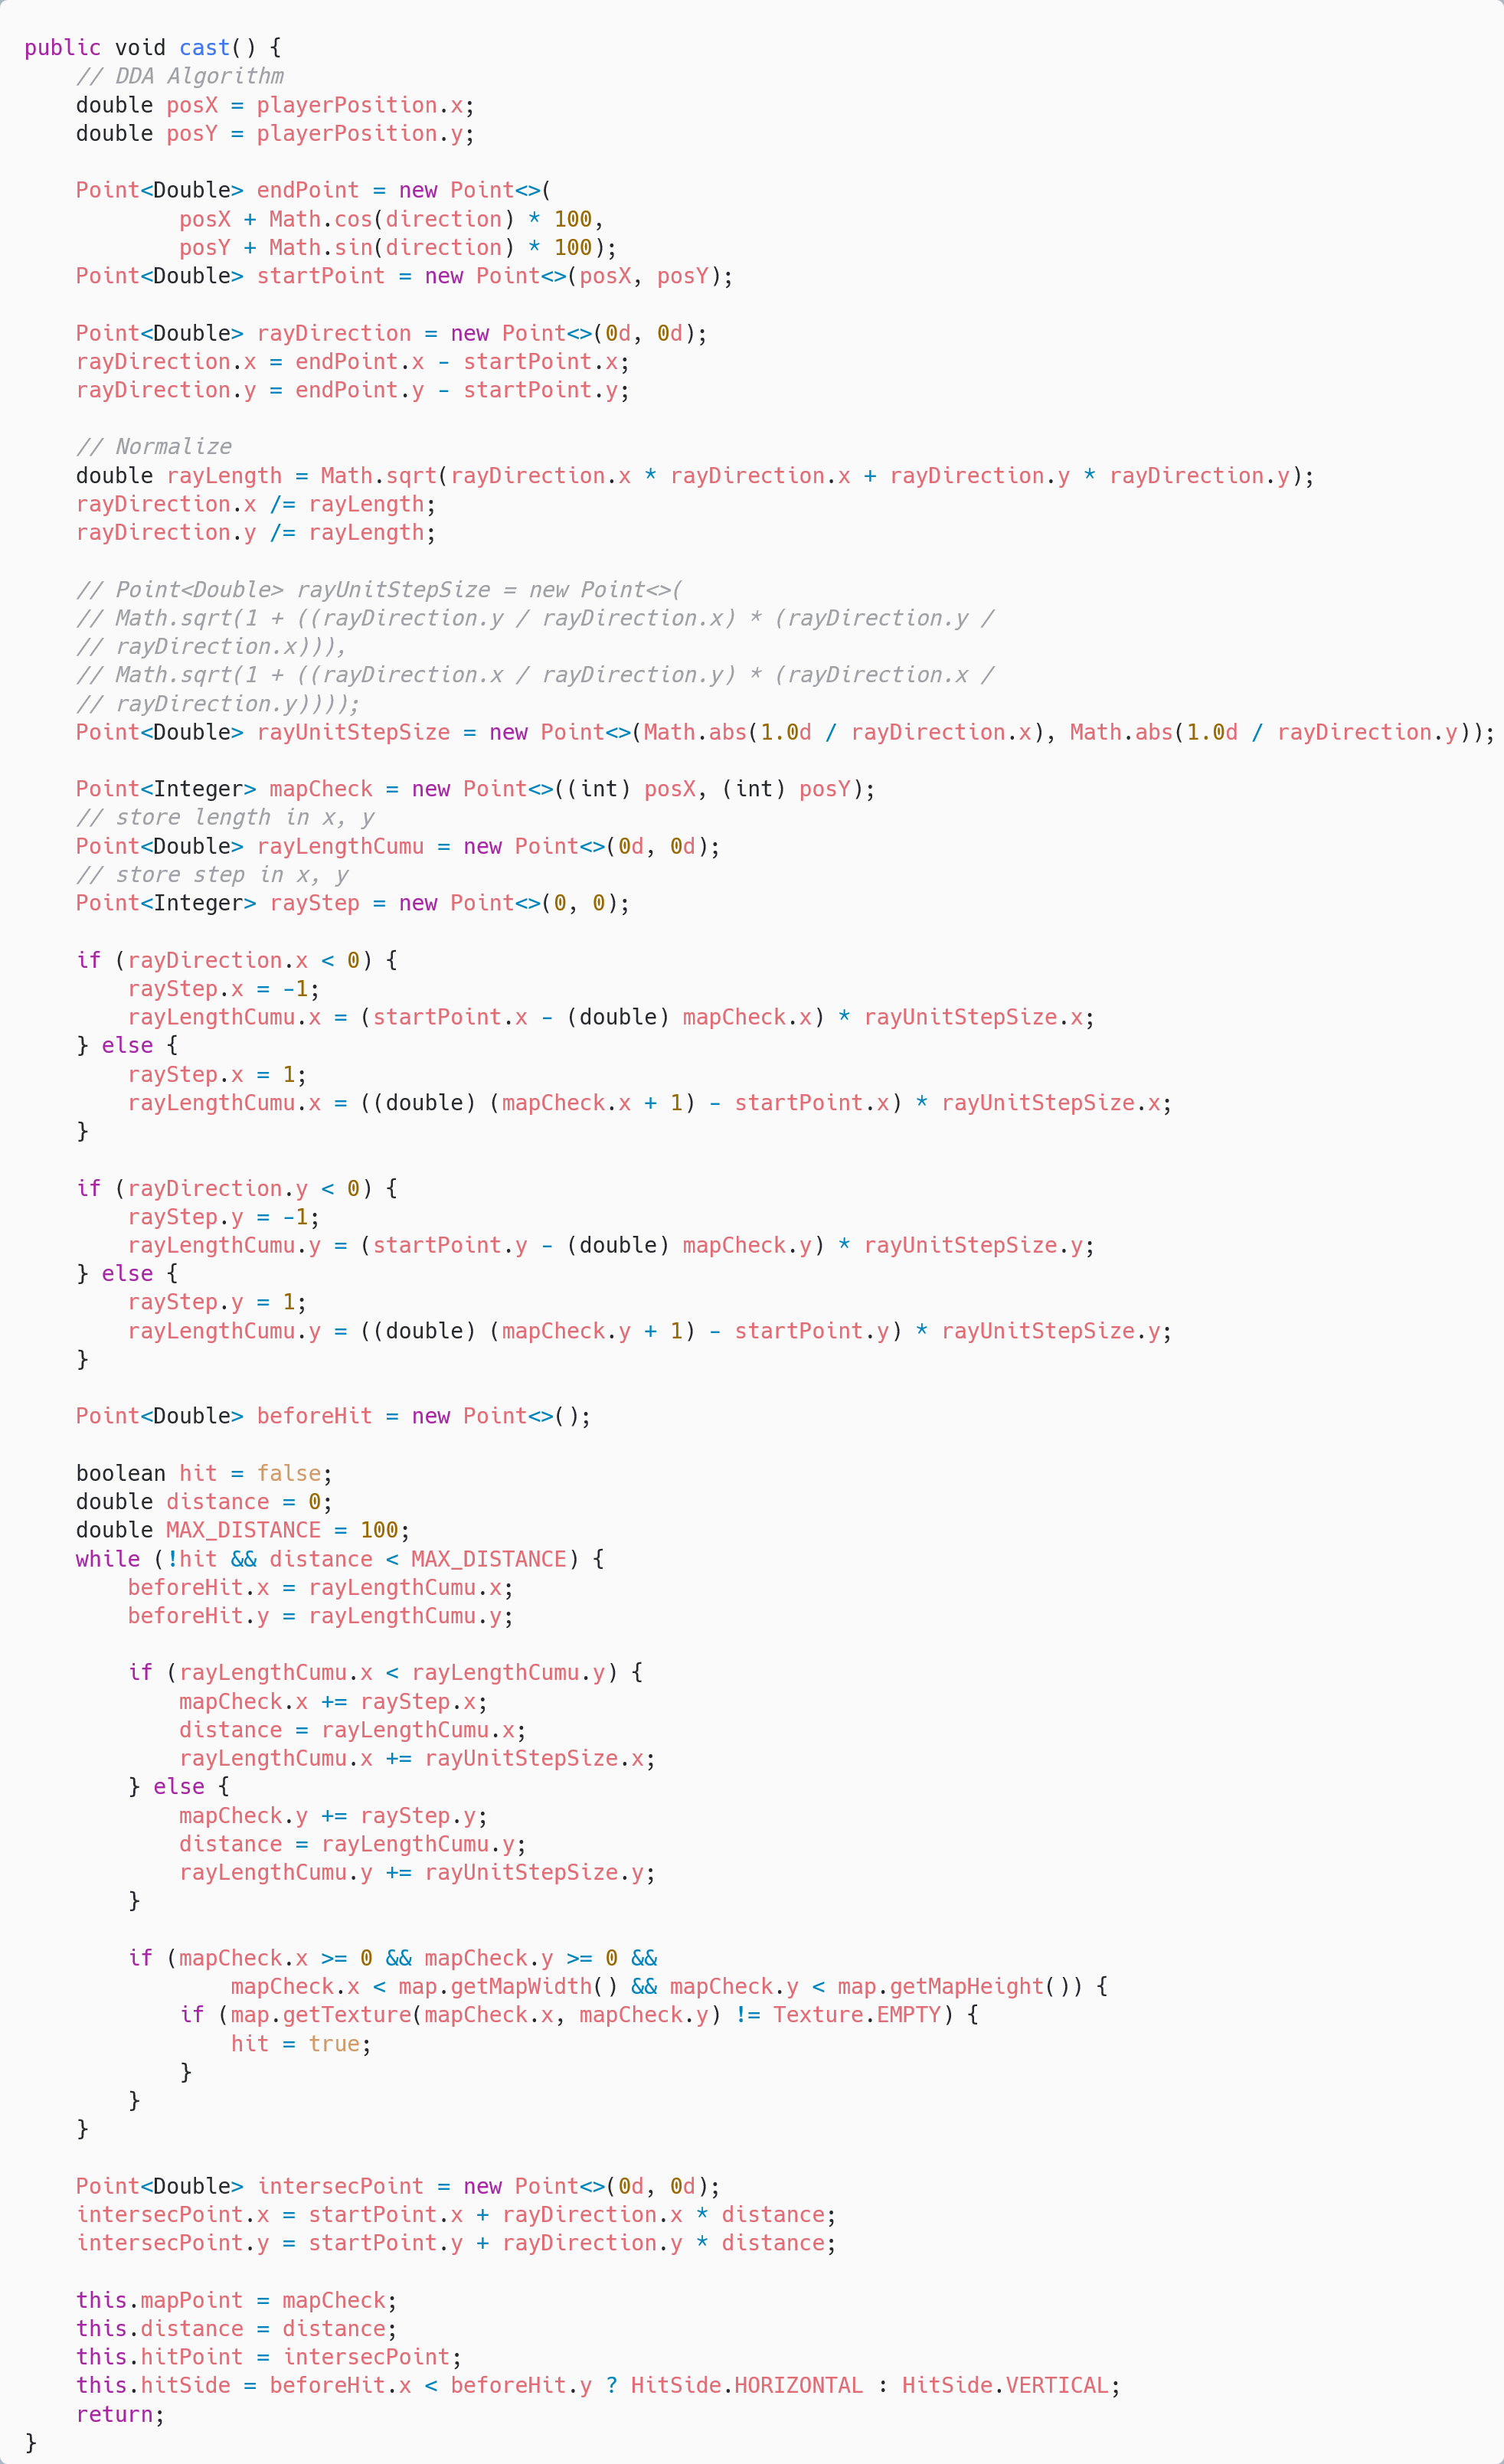 public void cast() {
    // DDA Algorithm
    double posX = playerPosition.x;
    double posY = playerPosition.y;

    Point<Double> endPoint = new Point<>(
            posX + Math.cos(direction) * 100,
            posY + Math.sin(direction) * 100);
    Point<Double> startPoint = new Point<>(posX, posY);

    Point<Double> rayDirection = new Point<>(0d, 0d);
    rayDirection.x = endPoint.x - startPoint.x;
    rayDirection.y = endPoint.y - startPoint.y;

    // Normalize
    double rayLength = Math.sqrt(rayDirection.x * rayDirection.x + rayDirection.y * rayDirection.y);
    rayDirection.x /= rayLength;
    rayDirection.y /= rayLength;

    // Point<Double> rayUnitStepSize = new Point<>(
    // Math.sqrt(1 + ((rayDirection.y / rayDirection.x) * (rayDirection.y /
    // rayDirection.x))),
    // Math.sqrt(1 + ((rayDirection.x / rayDirection.y) * (rayDirection.x /
    // rayDirection.y))));
    Point<Double> rayUnitStepSize = new Point<>(Math.abs(1.0d / rayDirection.x), Math.abs(1.0d / rayDirection.y));

    Point<Integer> mapCheck = new Point<>((int) posX, (int) posY);
    // store length in x, y
    Point<Double> rayLengthCumu = new Point<>(0d, 0d);
    // store step in x, y
    Point<Integer> rayStep = new Point<>(0, 0);

    if (rayDirection.x < 0) {
        rayStep.x = -1;
        rayLengthCumu.x = (startPoint.x - (double) mapCheck.x) * rayUnitStepSize.x;
    } else {
        rayStep.x = 1;
        rayLengthCumu.x = ((double) (mapCheck.x + 1) - startPoint.x) * rayUnitStepSize.x;
    }

    if (rayDirection.y < 0) {
        rayStep.y = -1;
        rayLengthCumu.y = (startPoint.y - (double) mapCheck.y) * rayUnitStepSize.y;
    } else {
        rayStep.y = 1;
        rayLengthCumu.y = ((double) (mapCheck.y + 1) - startPoint.y) * rayUnitStepSize.y;
    }

    Point<Double> beforeHit = new Point<>();

    boolean hit = false;
    double distance = 0;
    double MAX_DISTANCE = 100;
    while (!hit && distance < MAX_DISTANCE) {
        beforeHit.x = rayLengthCumu.x;
        beforeHit.y = rayLengthCumu.y;

        if (rayLengthCumu.x < rayLengthCumu.y) {
            mapCheck.x += rayStep.x;
            distance = rayLengthCumu.x;
            rayLengthCumu.x += rayUnitStepSize.x;
        } else {
            mapCheck.y += rayStep.y;
            distance = rayLengthCumu.y;
            rayLengthCumu.y += rayUnitStepSize.y;
        }

        if (mapCheck.x >= 0 && mapCheck.y >= 0 &&
                mapCheck.x < map.getMapWidth() && mapCheck.y < map.getMapHeight()) {
            if (map.getTexture(mapCheck.x, mapCheck.y) != Texture.EMPTY) {
                hit = true;
            }
        }
    }

    Point<Double> intersecPoint = new Point<>(0d, 0d);
    intersecPoint.x = startPoint.x + rayDirection.x * distance;
    intersecPoint.y = startPoint.y + rayDirection.y * distance;

    this.mapPoint = mapCheck;
    this.distance = distance;
    this.hitPoint = intersecPoint;
    this.hitSide = beforeHit.x < beforeHit.y ? HitSide.HORIZONTAL : HitSide.VERTICAL;
    return;
}